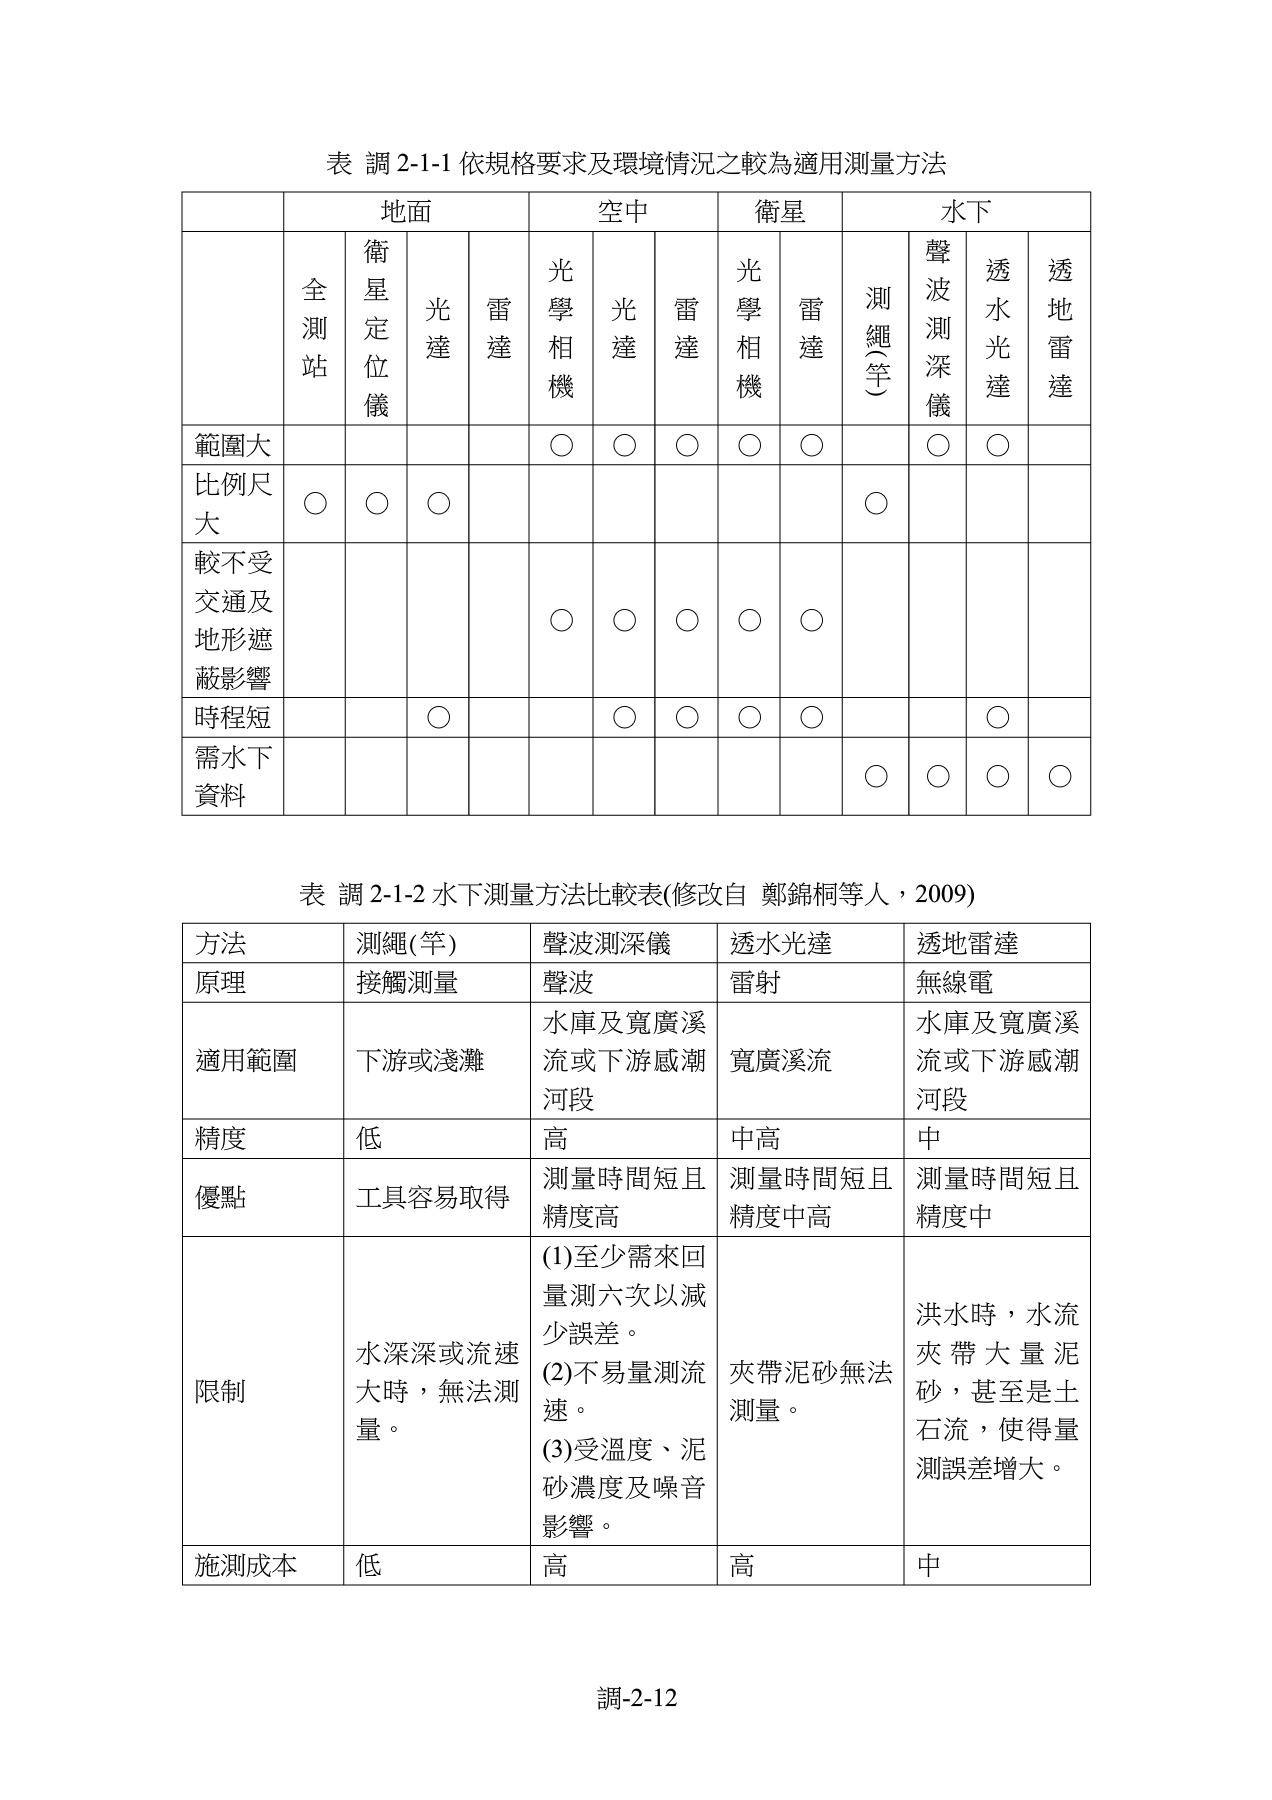 表 調 2-1-1 依規格要求及環境情況之較為適用測量方法
地面 空中 衛星 水下
全測站 衛星定位儀 光達 雷達 光學相機 光達 雷達 光學相機 雷達 測繩(竿) 聲波測深儀 透水光達 透地雷達
範圍大 ○ ○ ○ ○ ○ ○ ○
比例尺
大 ○ ○ ○ ○
較不受
交通及
地形遮
蔽影響 ○ ○ ○ ○ ○
時程短 ○ ○ ○ ○ ○ ○
需水下
資料 ○ ○ ○ ○
表 調 2-1-2 水下測量方法比較表(修改自 鄭錦桐等人，2009)
方法 測繩(竿) 聲波測深儀 透水光達 透地雷達
原理 接觸測量 聲波 雷射 無線電
適用範圍
下游或淺灘
水庫及寬廣溪
流或下游感潮
河段
寬廣溪流
水庫及寬廣溪
流或下游感潮
河段
精度 低 高 中高 中
優點
工具容易取得
測量時間短且
精度高
測量時間短且
精度中高
測量時間短且
精度中
限制
水深深或流速
大時，無法測
量。
(1)至少需來回
量測六次以減
少誤差。
(2)不易量測流
速。
(3)受溫度、泥
砂濃度及噪音
影響。
夾帶泥砂無法
測量。
洪水時，水流
夾帶大量泥
砂，甚至是土
石流，使得量
測誤差增大。
施測成本 低 高 高 中
調-2-12